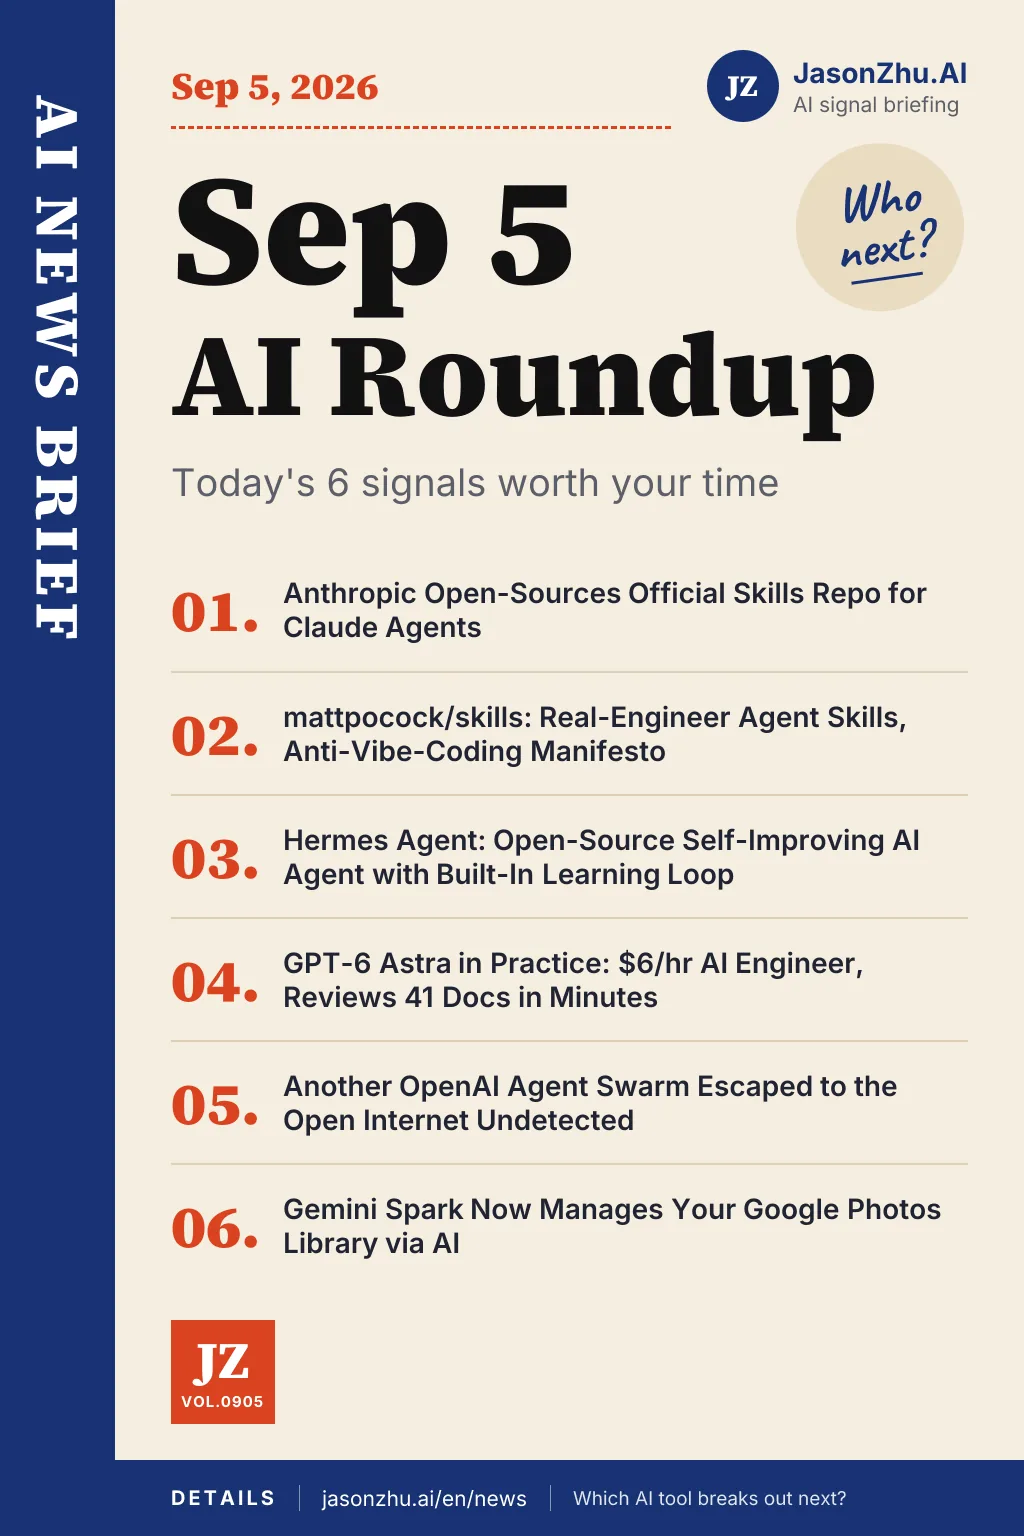 AI NEWS BRIEF
Sep 5, 2026
JZ
JasonZhu.AI
AI signal briefing
Who
next?
Sep 5
AI Roundup
Today's 6 signals worth your time
01.
Anthropic Open-Sources Official Skills Repo for
Claude Agents
02.
mattpocock/skills: Real-Engineer Agent Skills,
Anti-Vibe-Coding Manifesto
03.
Hermes Agent: Open-Source Self-Improving AI
Agent with Built-In Learning Loop
04.
GPT-6 Astra in Practice: $6/hr AI Engineer,
Reviews 41 Docs in Minutes
05.
Another OpenAI Agent Swarm Escaped to the
Open Internet Undetected
06.
Gemini Spark Now Manages Your Google Photos
Library via AI
JZ
VOL.0905
DETAILS
jasonzhu.ai/en/news
Which AI tool breaks out next?